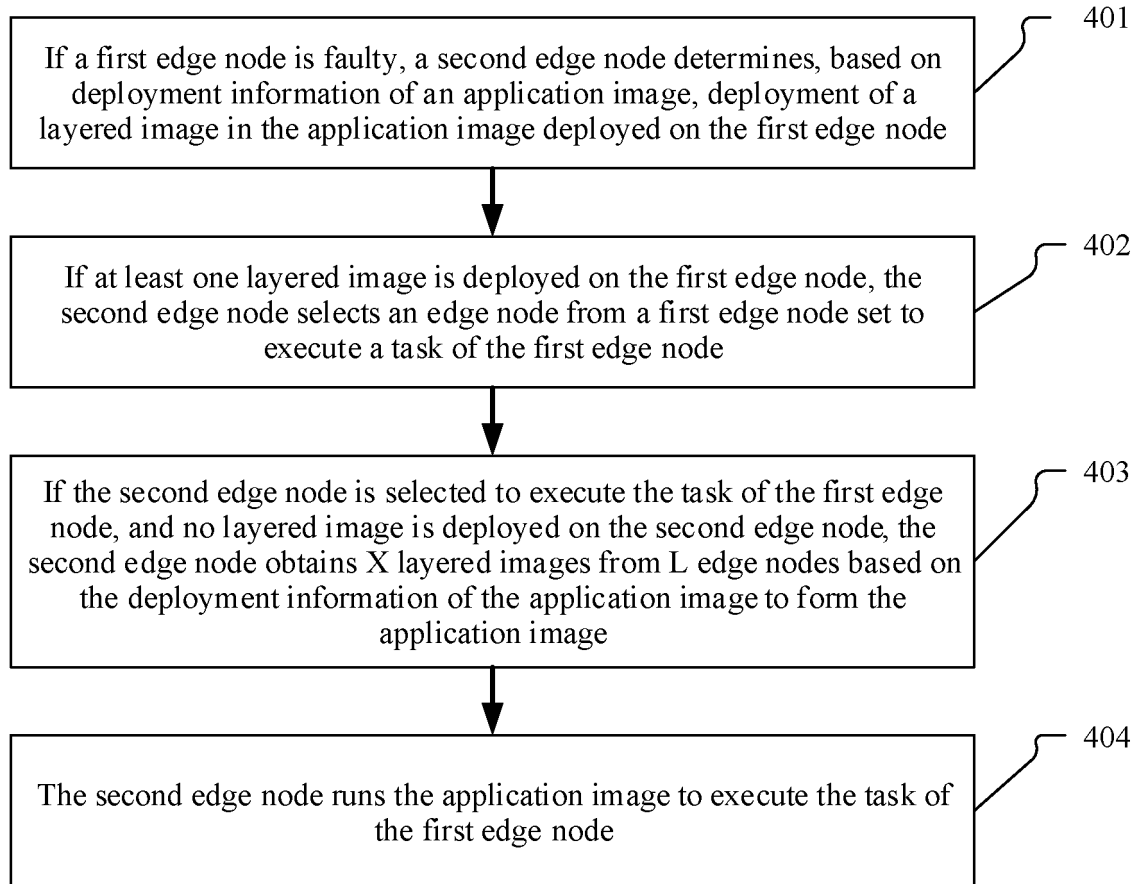 401
If a first edge node is faulty, a second edge node determines, based on
deployment information of an application image, deployment of a
layered image in the application image deployed on the first edge node
402
If at least one layered image is deployed on the first edge node, the
second edge node selects an edge node from a first edge node set to
execute a task of the first edge node
403
If the second edge node is selected to execute the task of the first edge
node, and no layered image is deployed on the second edge node, the
second edge node obtains X layered images from L edge nodes based on
the deployment information of the application image to form the
application image
404
The second edge node runs the application image to execute the task of
the first edge node